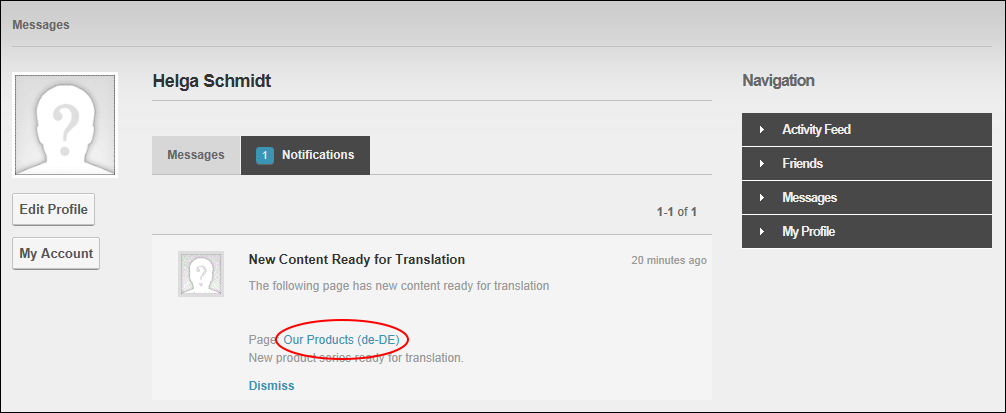 Messages
Helga Schmidt
Navigation
Edit Profile
My Account
Messages
1 Notifications
1-1 of 1
New Content Ready for Translation
20 minutes ago
The following page has new content ready for translation
Page: Our Products (de-DE)
New product series ready for translation.
Dismiss
Activity Feed
Friends
Messages
My Profile